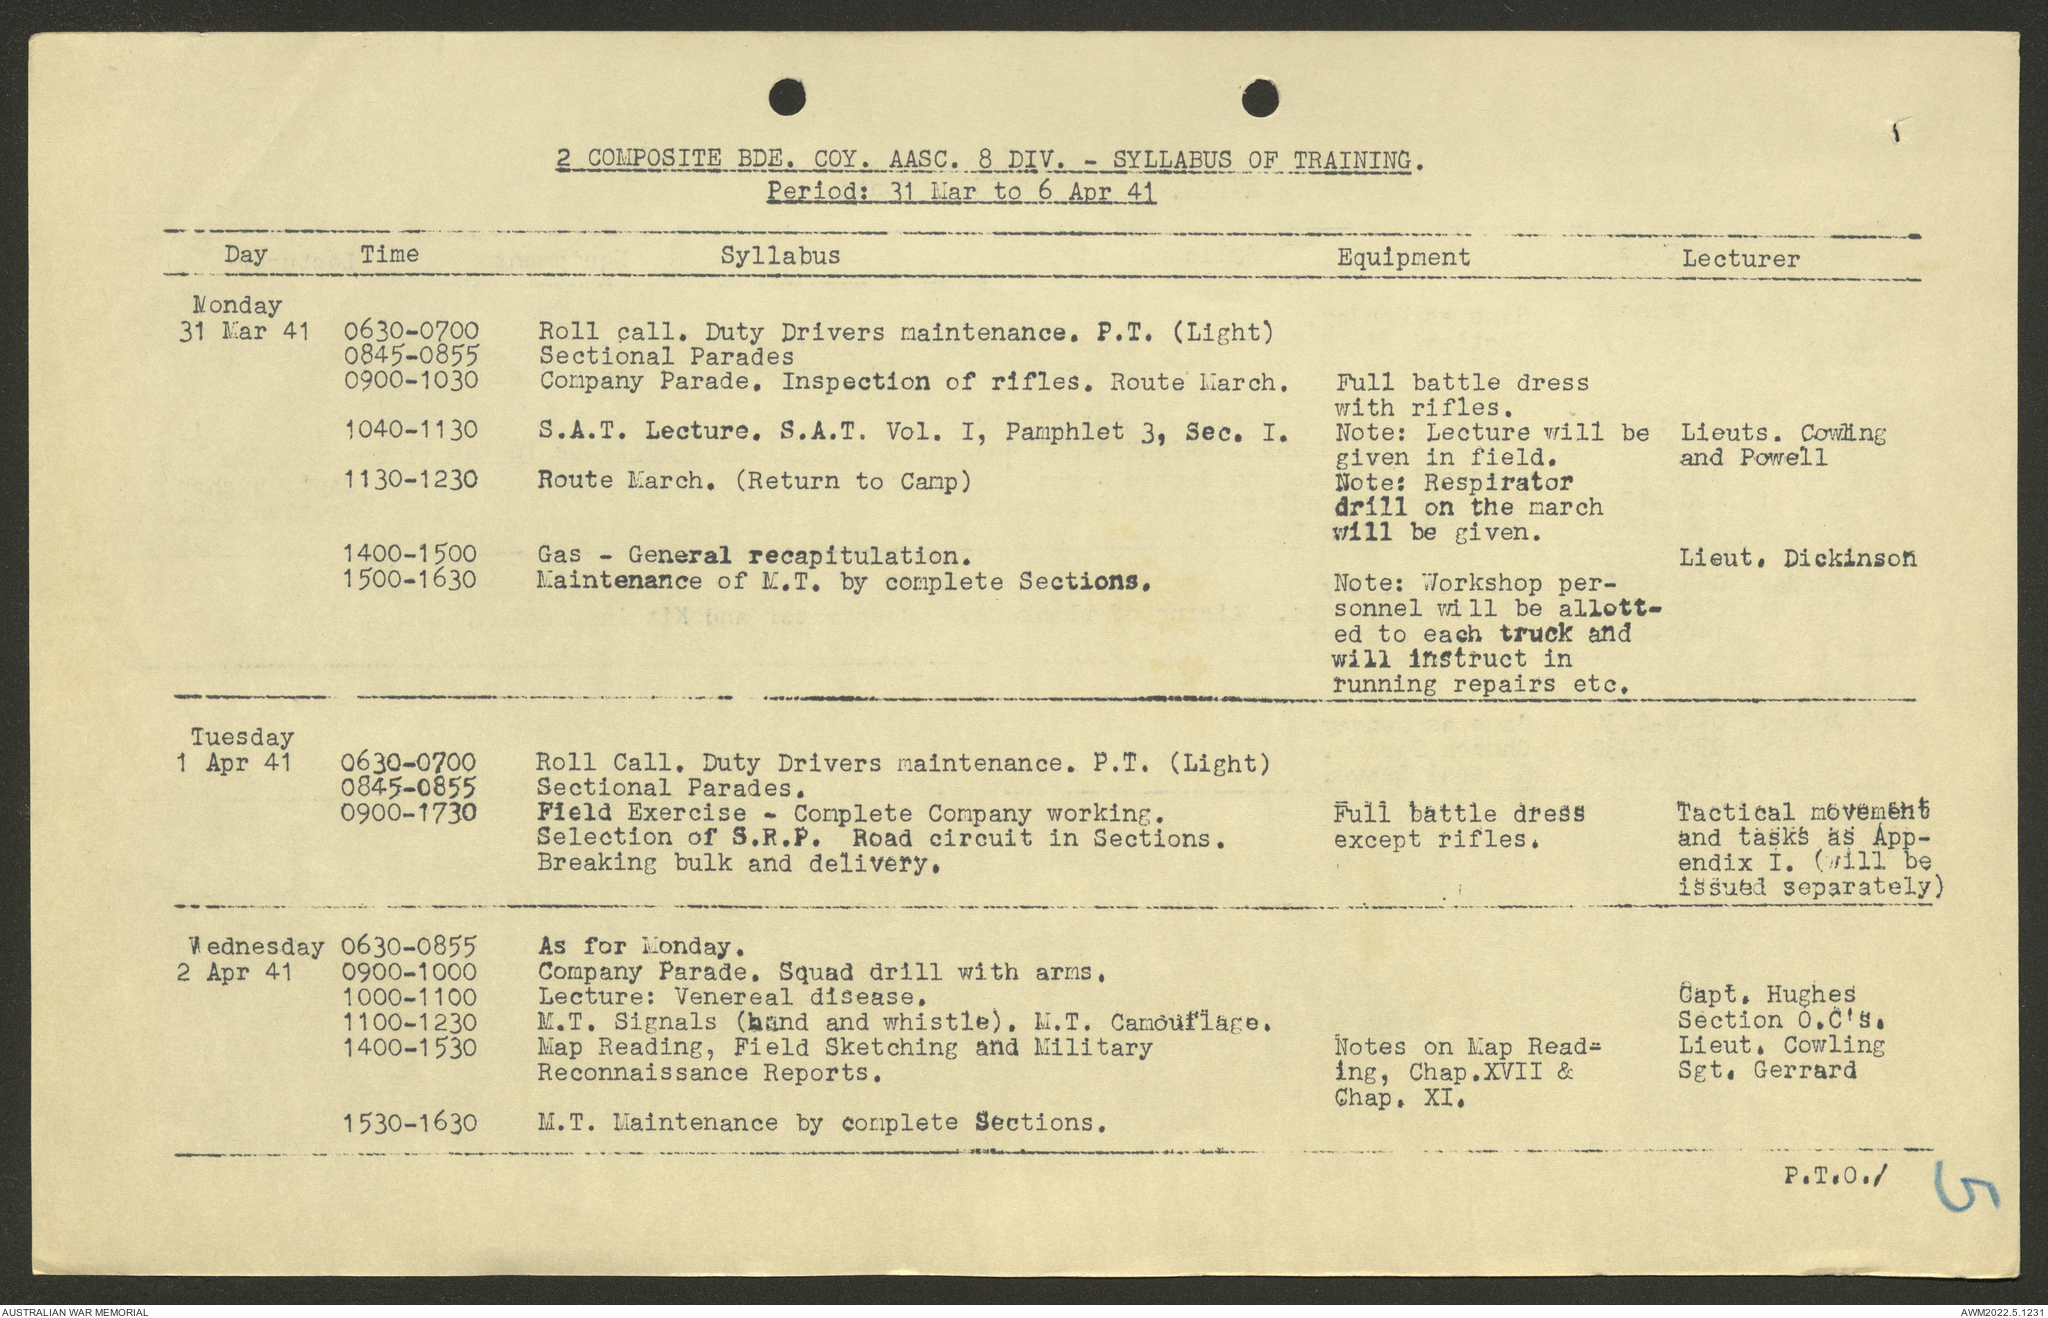 2 COMPOSITE BDE. COY. AASC. 8 DIV. - SYLLABUS OF TRAINING.
Period: 31 Mar to 6 Apr 41
Day Time Syllabus Equipment Lecturer
Monday
31 Mar 41 0630-0700 Roll call. Duty Drivers maintenance. P.T. (Light)
0845-0855 Sectional Parades
0900-1030 Company Parade. Inspection of rifles. Route March. Full battle dress
with rifles.
1040-1130 S.A.T. Lecture. S.A.T. Vol. I, Pamphlet 3, Sec. I. Note: Lecture will be Lieuts. Cowling
given in field. and Powell
1130-1230 Route March. (Return to Camp) Note: Respirator
drill on the march
will be given.
1400-1500 Gas - General recapitulation. Lieut. Dickinson
1500-1630 Maintenance of M.T. by complete Sections. Note: Workshop per-
sonnel will be allott-
ed to each truck and
will instruct in
running repairs etc.
Tuesday
1 Apr 41 0630-0700 Roll Call. Duty Drivers maintenance. P.T. (Light)
0845-0855 Sectional Parades.
0900-1730 Field Exercise - Complete Company working. Full battle dress Tactical movement
Selection of S.R.P. Road circuit in Sections. except rifles. and tasks as App-
Breaking bulk and delivery. endix I. (will be
issued separately)
Wednesday 0630-0855 As for Monday.
2 Apr 41 0900-1000 Company Parade. Squad drill with arms.
1000-1100 Lecture: Venereal disease. Capt. Hughes
1100-1230 M.T. Signals (hand and whistle). M.T. Camouflage. Section O.C's.
1400-1530 Map Reading, Field Sketching and Military Notes on Map Read- Lieut. Cowling
Reconnaissance Reports. ing, Chap.XVII & Sgt. Gerrard
Chap. XI.
1530-1630 M.T. Maintenance by complete Sections.
P.T.O./
5
AUSTRALIAN WAR MEMORIAL AWM2022.5.1231